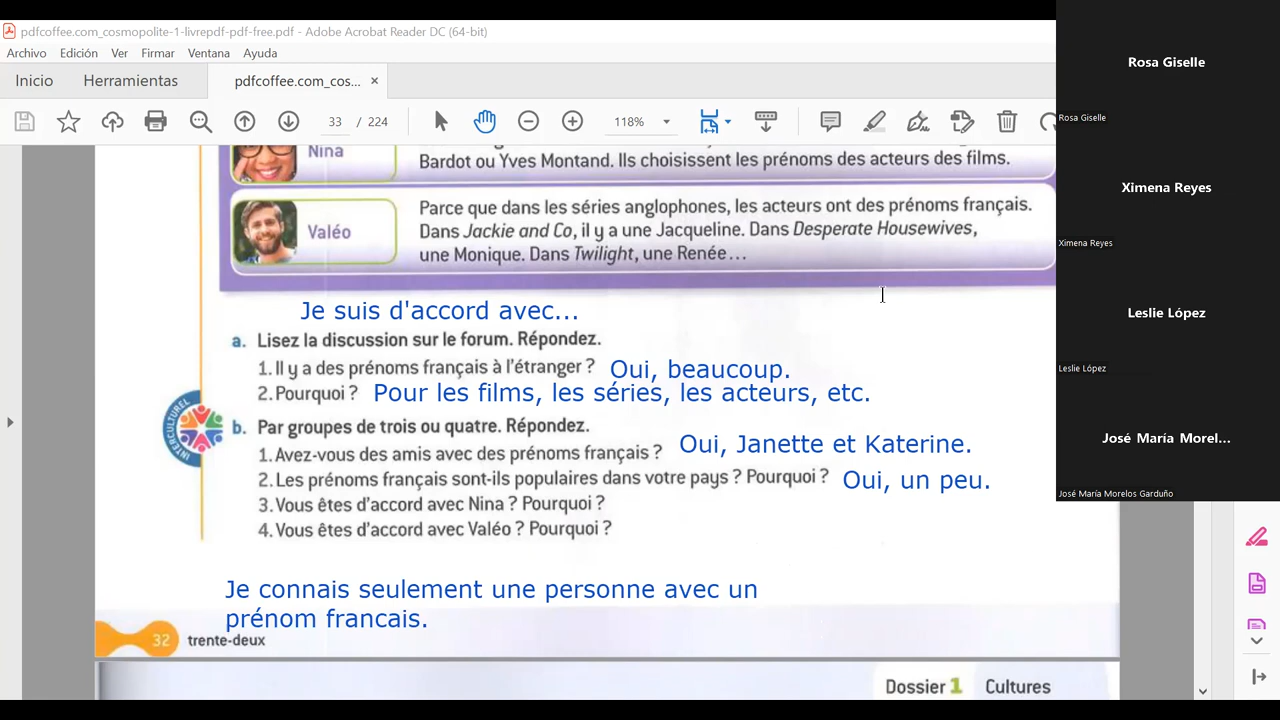 pdfcoffee.com_cosmopolite-1-livrepdf-pdf-free.pdf - Adobe Acrobat Reader DC (64-bit)
Archivo Edición Ver Firmar Ventana Ayuda
Inicio Herramientas pdfcoffee.com_cos... ×
33 / 224 118%
Nina
Bardot ou Yves Montand. Ils choisissent les prénoms des acteurs des films.
Valéo
Parce que dans les séries anglophones, les acteurs ont des prénoms français.
Dans Jackie and Co, il y a une Jacqueline. Dans Desperate Housewives,
une Monique. Dans Twilight, une Renée...
Je suis d'accord avec...
a. Lisez la discussion sur le forum. Répondez.
1. Il y a des prénoms français à l'étranger ? Oui, beaucoup.
2. Pourquoi ? Pour les films, les séries, les acteurs, etc.
INTERCULTUREL
b. Par groupes de trois ou quatre. Répondez.
1. Avez-vous des amis avec des prénoms français ? Oui, Janette et Katerine.
2. Les prénoms français sont-ils populaires dans votre pays ? Pourquoi ? Oui, un peu.
3. Vous êtes d'accord avec Nina ? Pourquoi ?
4. Vous êtes d'accord avec Valéo ? Pourquoi ?
Je connais seulement une personne avec un
prénom francais.
32 trente-deux
Dossier 1 Cultures
Rosa Giselle
Rosa Giselle
Ximena Reyes
Ximena Reyes
Leslie López
Leslie López
José María Morel...
José María Morelos Garduño